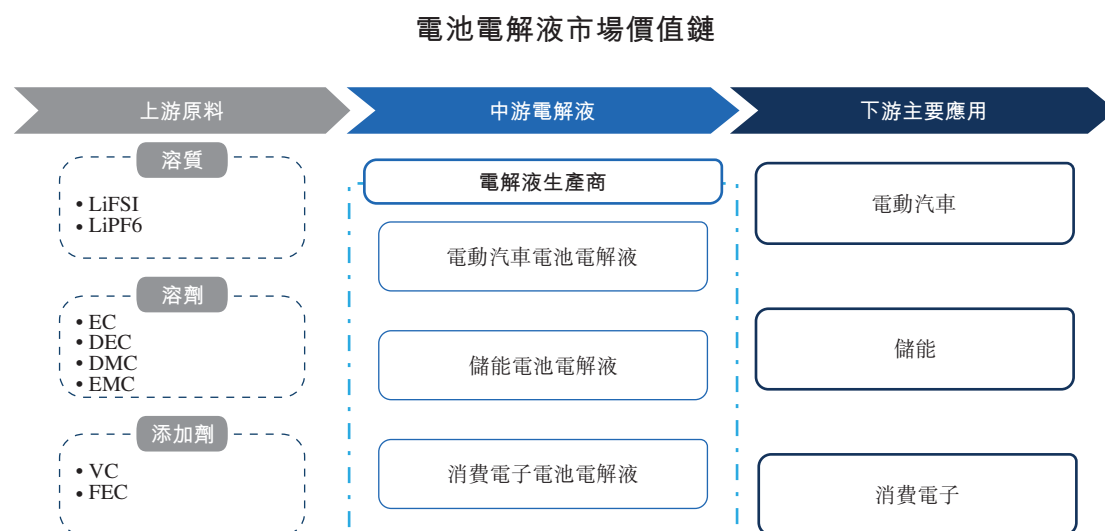 電池電解液市場價值鏈
上游原料
中游電解液
下游主要應用
溶質
• LiFSI
• LiPF6
溶劑
• EC
• DEC
• DMC
• EMC
添加劑
• VC
• FEC
電解液生產商
電動汽車電池電解液
儲能電池電解液
消費電子電池電解液
電動汽車
儲能
消費電子